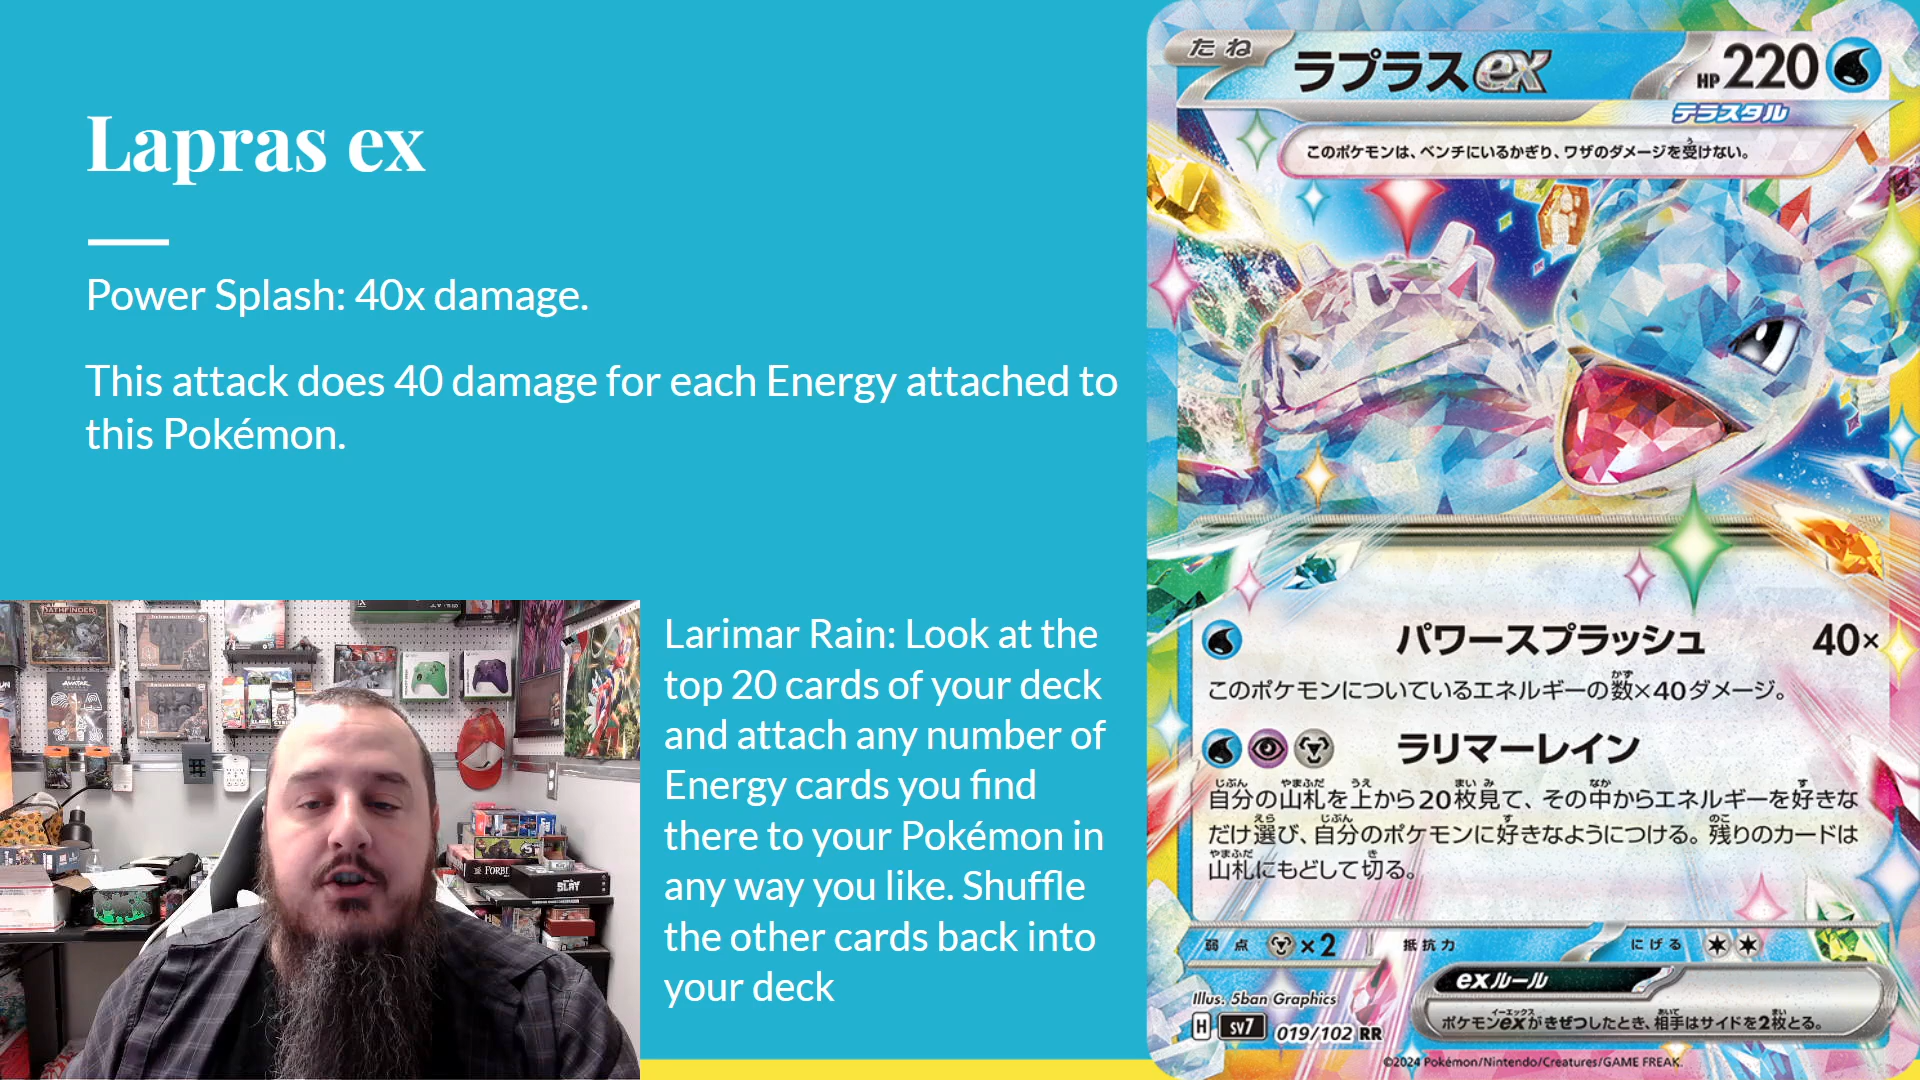 Lapras ex
Power Splash: 40x damage.
This attack does 40 damage for each Energy attached to
this Pokémon.
Larimar Rain: Look at the
top 20 cards of your deck
and attach any number of
Energy cards you find
there to your Pokémon in
any way you like. Shuffle
the other cards back into
your deck
PATHFINDER
AVATAR
FORBI
SLAY
たね
ラプラスex
HP 220
テラスタル
このポケモンは、ベンチにいるかぎり、ワザのダメージを受けない。
パワースプラッシュ 40×
このポケモンについているエネルギーの数×40ダメージ。
ラリマーレイン
自分の山札を上から20枚見て、その中からエネルギーを好きな
だけ選び、自分のポケモンに好きなようにつける。残りのカードは
山札にもどして切る。
弱点 ×2 抵抗力 にげる
exルール
ポケモンexがきぜつしたとき、相手はサイドを2枚とる。
Illus. 5ban Graphics
H sv7 019/102 RR
©2024 Pokémon/Nintendo/Creatures/GAME FREAK.